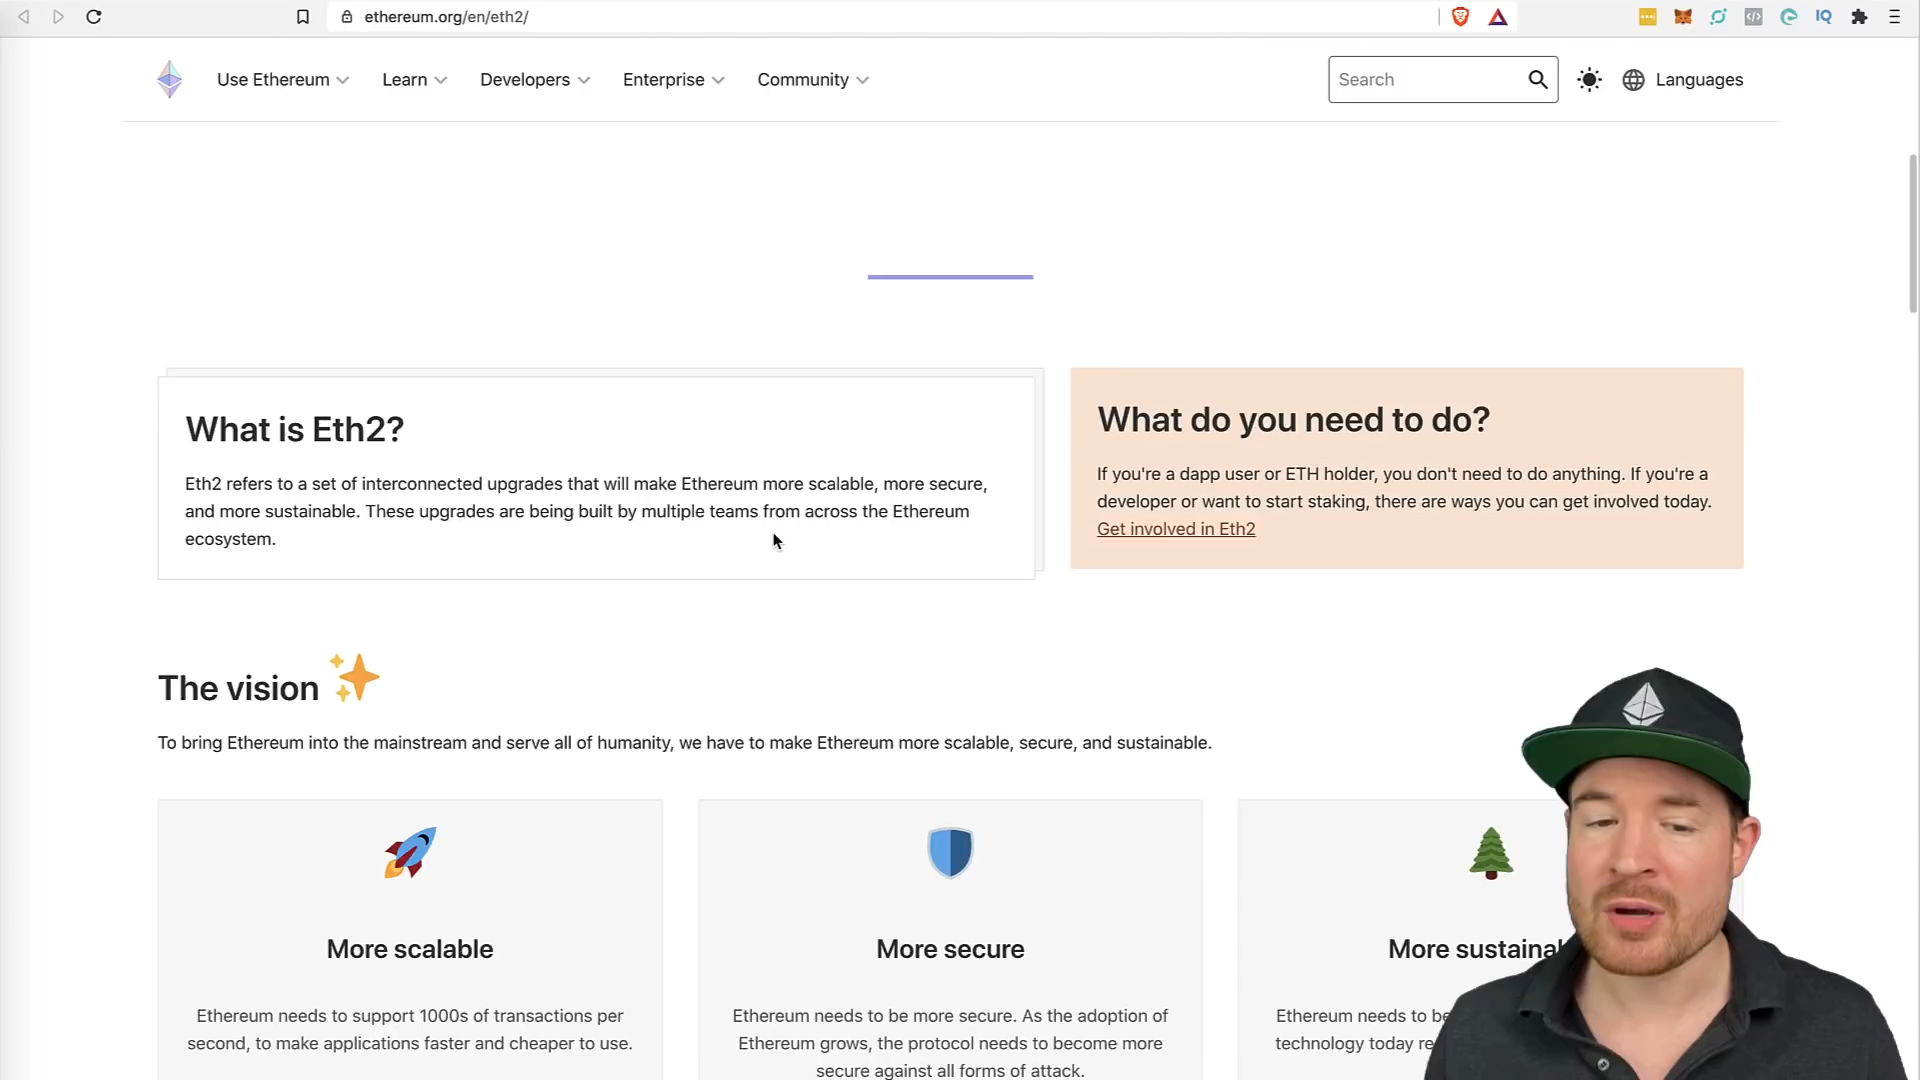 ethereum.org/en/eth2/
IQ
Use Ethereum
Learn
Developers
Enterprise
Community
Search
Languages
What is Eth2?
Eth2 refers to a set of interconnected upgrades that will make Ethereum more scalable, more secure,
and more sustainable. These upgrades are being built by multiple teams from across the Ethereum
ecosystem.
What do you need to do?
If you're a dapp user or ETH holder, you don't need to do anything. If you're a
developer or want to start staking, there are ways you can get involved today.
Get involved in Eth2
The vision
To bring Ethereum into the mainstream and serve all of humanity, we have to make Ethereum more scalable, secure, and sustainable.
More scalable
Ethereum needs to support 1000s of transactions per
second, to make applications faster and cheaper to use.
More secure
Ethereum needs to be more secure. As the adoption of
Ethereum grows, the protocol needs to become more
secure against all forms of attack.
More
Ethereum needs to
technology today